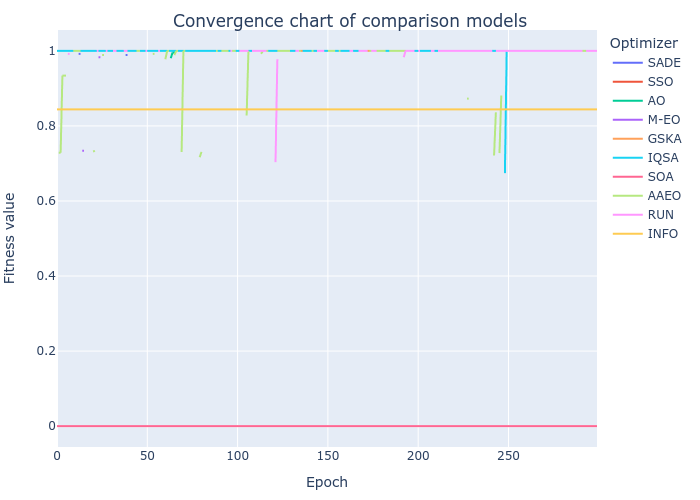 Convergence chart of comparison models
Optimizer
SADE
SSO
AO
M-EO
GSKA
IQSA
SOA
AAEO
RUN
INFO
Fitness value
1
0.8
0.6
0.4
0.2
0
0 50 100 150 200 250
Epoch